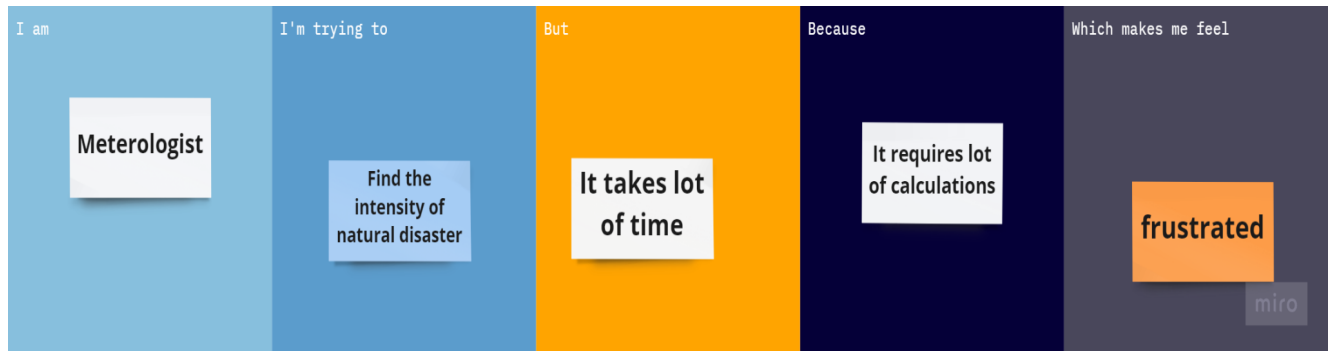 I am
Meterologist
I'm trying to
Find the
intensity of
natural disaster
But
It takes lot
of time
Because
It requires lot
of calculations
Which makes me feel
frustrated
miro